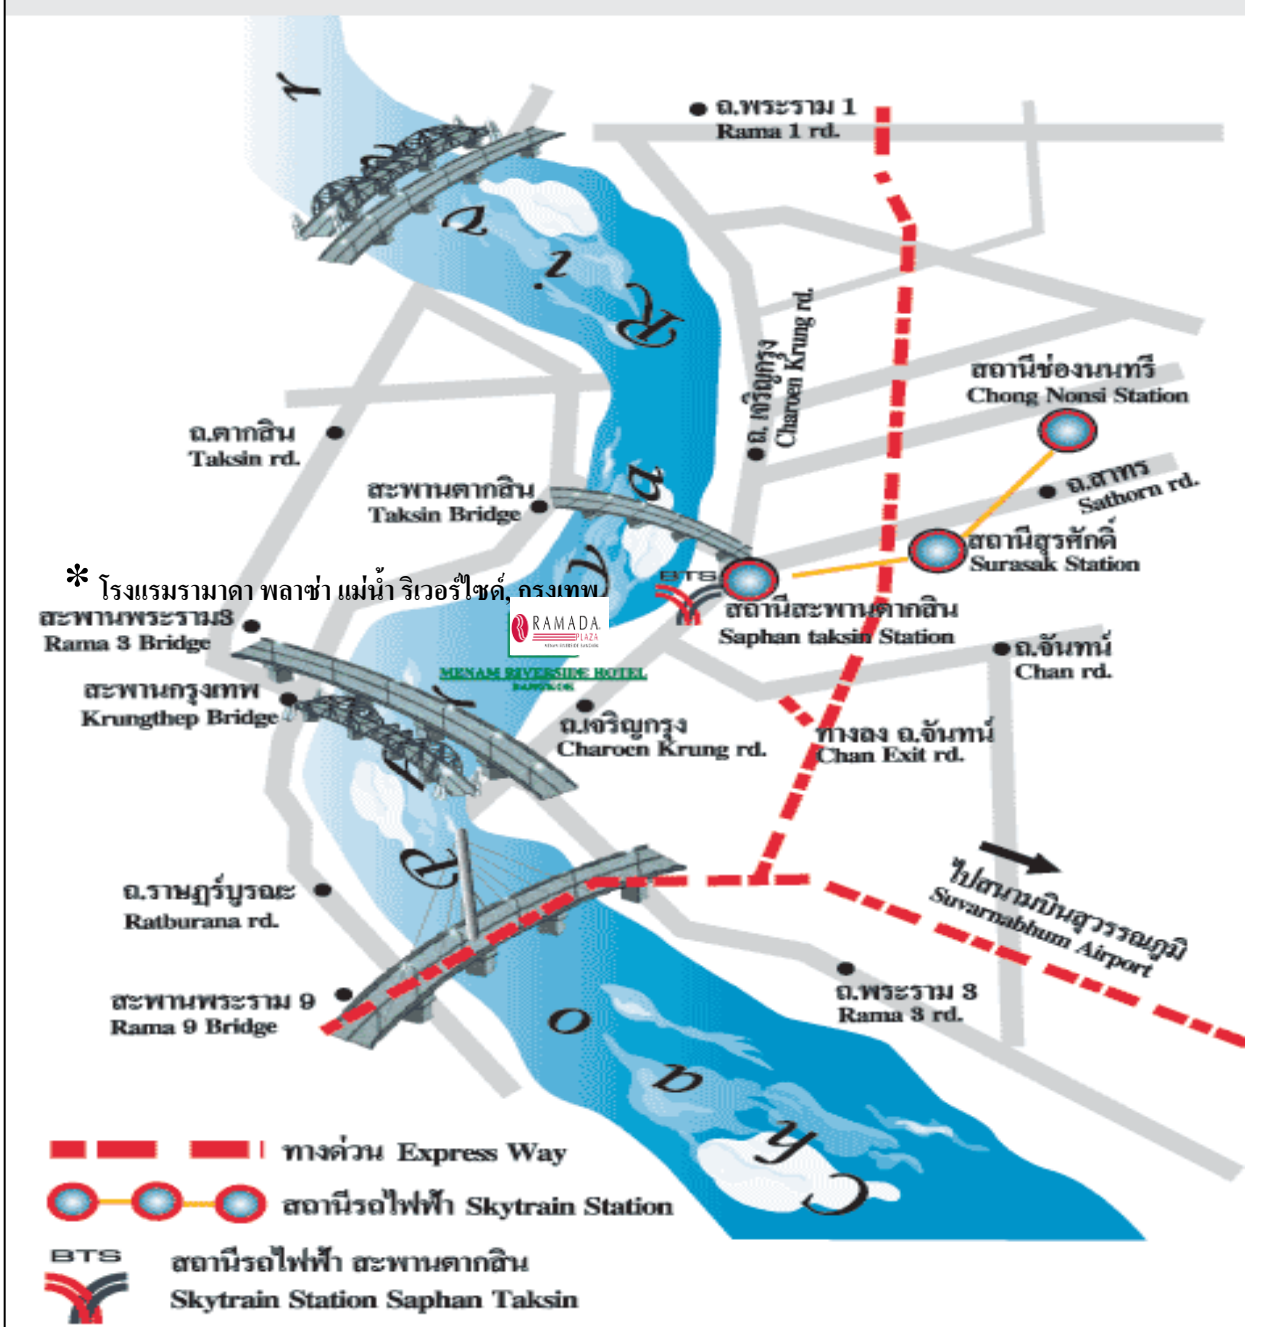 ถ.พระราม 1
Rama 1 rd.
ถ. เจริญกรุง
Charoen Krung rd.
สถานีช่องนนทรี
Chong Nonsi Station
ถ.ตากสิน
Taksin rd.
สะพานตากสิน
Taksin Bridge
ถ.สาทร
Sathorn rd.
สถานีสุรศักดิ์
Surasak Station
* โรงแรมรามาดา พลาซ่า แม่น้ำ ริเวอร์ไซด์, กรุงเทพ
BTS
สถานีสะพานตากสิน
Saphan taksin Station
RAMADA
PLAZA
MENAM RIVERSIDE HOTEL
BANGKOK
สะพานพระราม3
Rama 3 Bridge
สะพานกรุงเทพ
Krungthep Bridge
ถ.จันทน์
Chan rd.
ถ.เจริญกรุง
Charoen Krung rd.
ทางลง ถ.จันทน์
Chan Exit rd.
ถ.ราษฎร์บูรณะ
Ratburana rd.
ไปสนามบินสุวรรณภูมิ
Suvarnabhum Airport
สะพานพระราม 9
Rama 9 Bridge
ถ.พระราม 3
Rama 3 rd.
Chao Phraya River
ทางด่วน Express Way
สถานีรถไฟฟ้า Skytrain Station
BTS
สถานีรถไฟฟ้า สะพานตากสิน
Skytrain Station Saphan Taksin